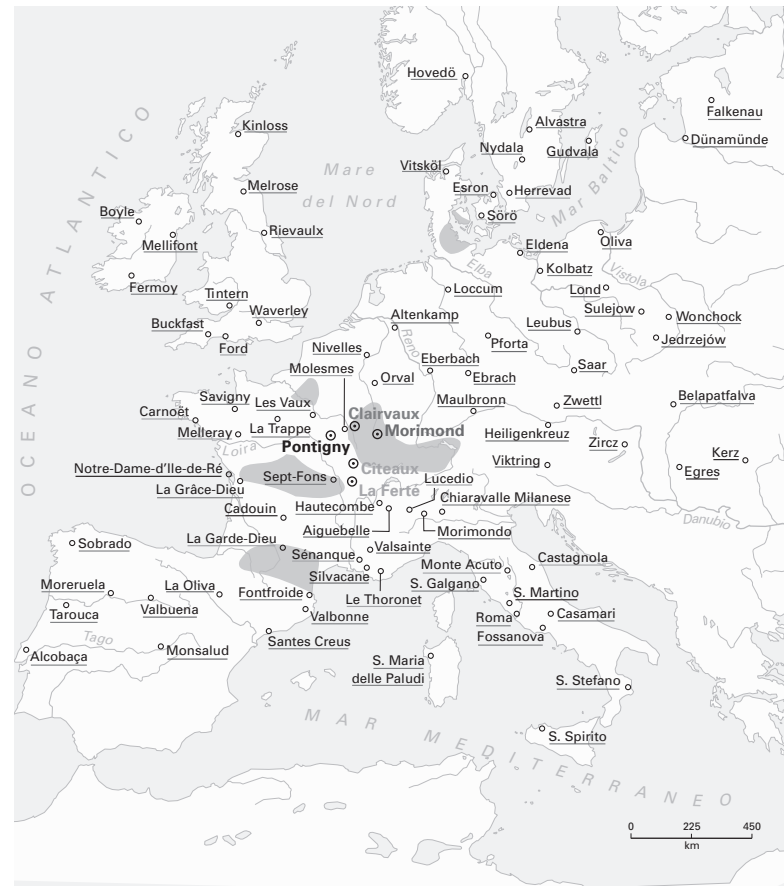 Hovedö
Falkenau
Alvastra
Kinloss
Dünamünde
Nydala
Gudvala
OCEANO ATLANTICO
Mare
del Nord
Vitsköl
Mar Baltico
Melrose
Esron
Herrevad
Boyle
Sörö
Rievaulx
Mellifont
Eldena
Oliva
Elba
Kolbatz
Vistola
Fermoy
Tintern
Loccum
Lond
Waverley
Altenkamp
Sulejow
Wonchock
Buckfast
Leubus
Ford
Reno
Pforta
Jedrzejów
Nivelles
Molesmes
Eberbach
Saar
Orval
Ebrach
Savigny
Les Vaux
Maulbronn
Zwettl
Belapatfalva
Carnoët
Clairvaux
La Trappe
Morimond
Melleray
Heiligenkreuz
Pontigny
Zircz
Loira
Kerz
Notre-Dame-d'Ile-de-Ré
Citeaux
Viktring
Egres
Sept-Fons
Lucedio
La Grâce-Dieu
La Ferté
Chiaravalle Milanese
Cadouin
Hautecombe
Danubio
Aiguebelle
Morimondo
La Garde-Dieu
Sobrado
Valsainte
Sénanque
Castagnola
Monte Acuto
Silvacane
S. Galgano
Moreruela
La Oliva
Fontfroide
Le Thoronet
S. Martino
Tarouca
Valbuena
Valbonne
Roma
Casamari
Tago
Fossanova
Santes Creus
Alcobaça
Monsalud
S. Maria
delle Paludi
S. Stefano
MAR MEDITERRANEO
S. Spirito
0 225 450
km